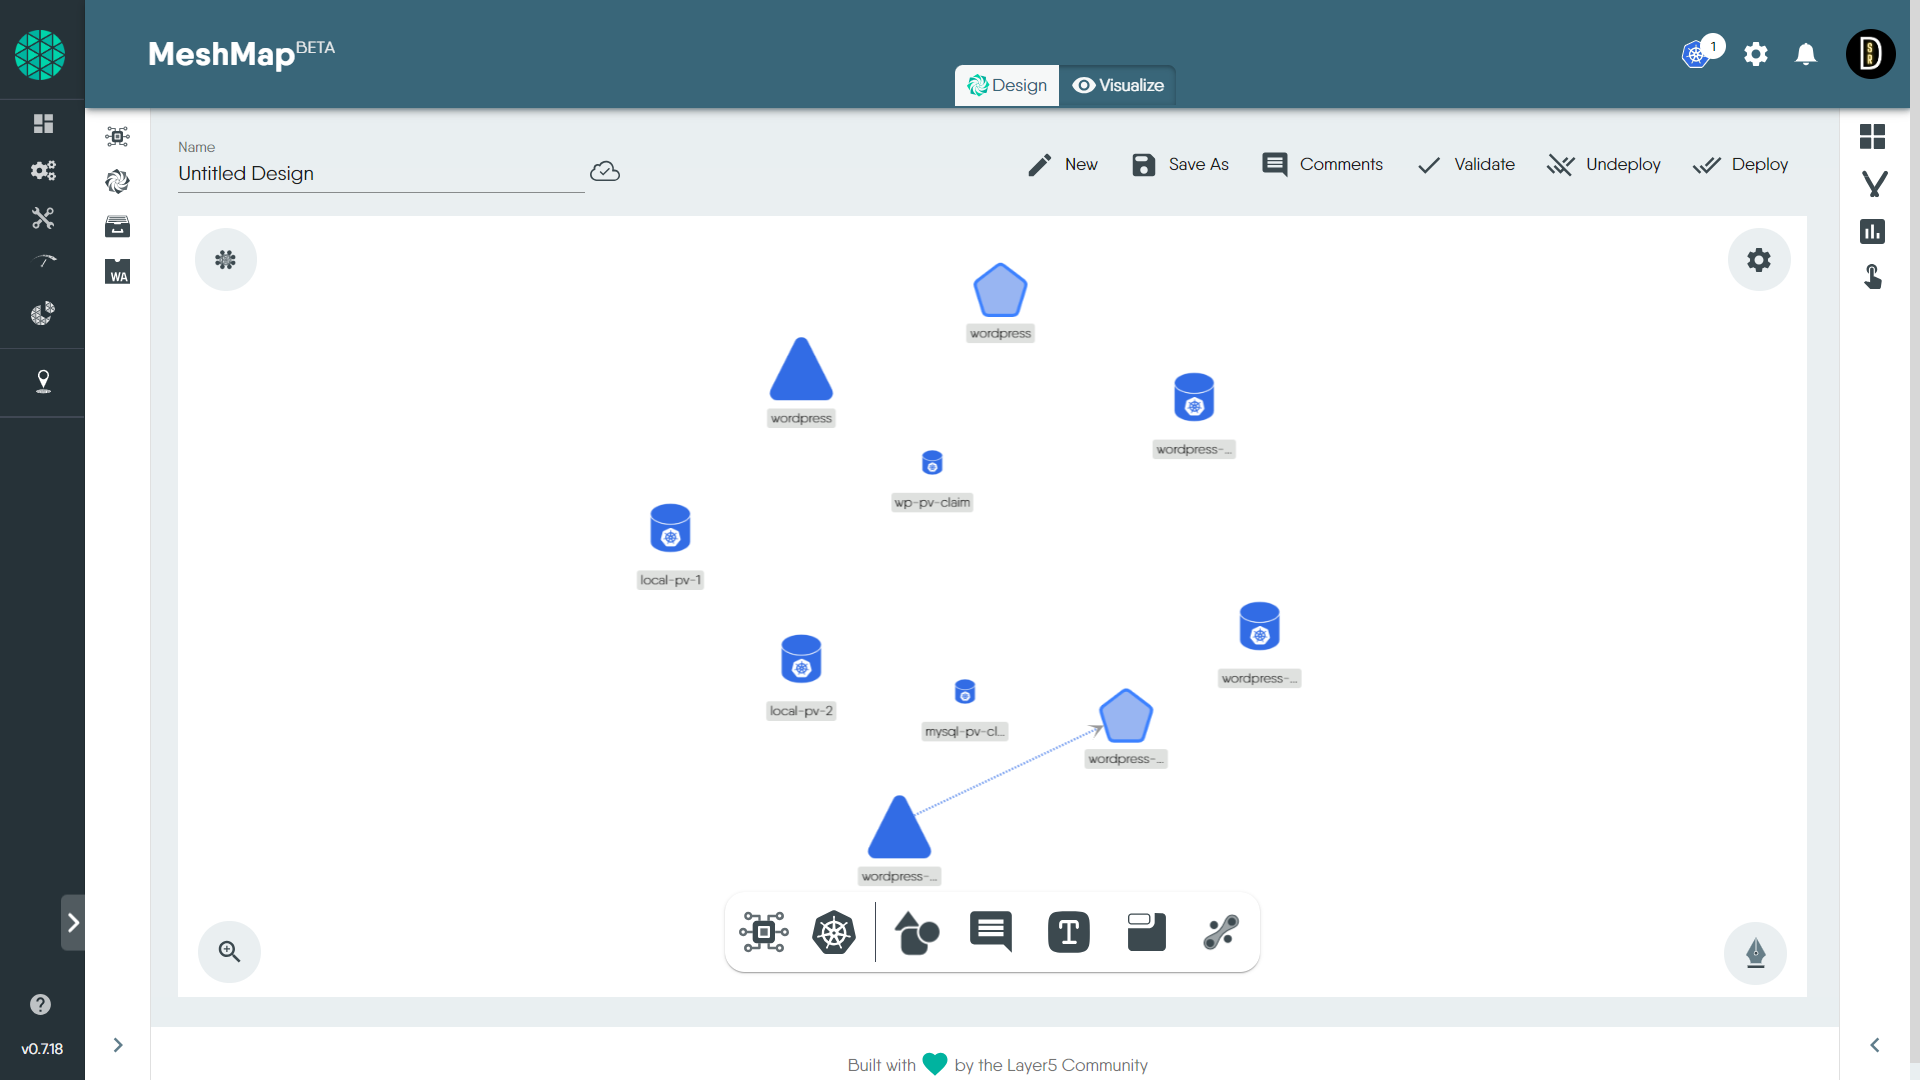 MeshMap BETA
1
D
SR
Design
Visualize
Name
Untitled Design
New
Save As
Comments
Validate
Undeploy
Deploy
WA
wordpress
wordpress
wordpress-...
wp-pv-claim
local-pv-1
wordpress-...
local-pv-2
mysql-pv-cl...
wordpress-...
wordpress-...
T
?
v0.7.18
Built with by the Layer5 Community